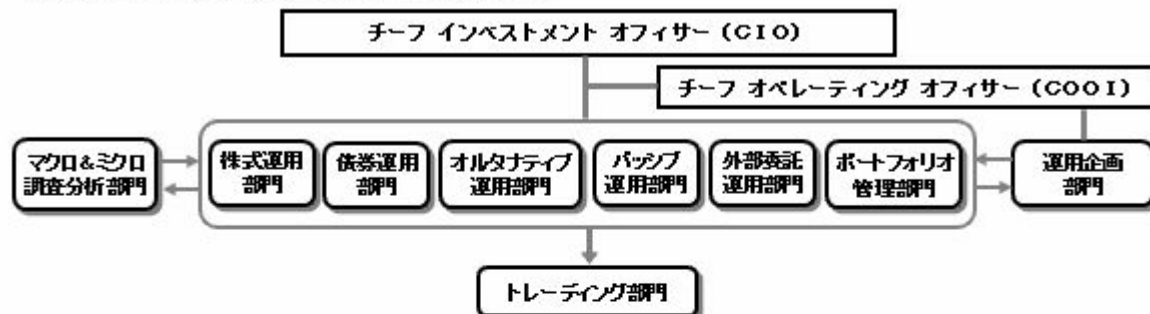 チーフ インベストメント オフィサー (CIO)
チーフ オペレーティング オフィサー (COOI)
マクロ&ミクロ
調査分析部門
株式運用
部門
債券運用
部門
オルタナティブ
運用部門
パッシブ
運用部門
外部委託
運用部門
ポートフォリオ
管理部門
運用企画
部門
トレーディング部門